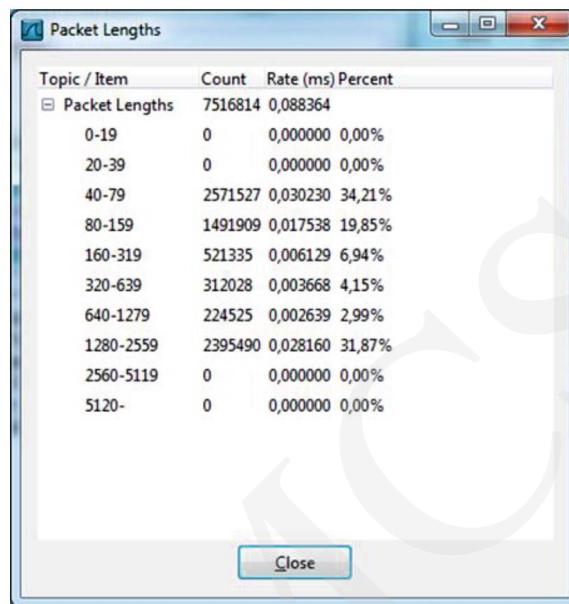 Packet Lengths
Topic / Item Count Rate (ms) Percent
Packet Lengths 7516814 0,088364
0-19 0 0,000000 0,00%
20-39 0 0,000000 0,00%
40-79 2571527 0,030230 34,21%
80-159 1491909 0,017538 19,85%
160-319 521335 0,006129 6,94%
320-639 312028 0,003668 4,15%
640-1279 224525 0,002639 2,99%
1280-2559 2395490 0,028160 31,87%
2560-5119 0 0,000000 0,00%
5120- 0 0,000000 0,00%
Close